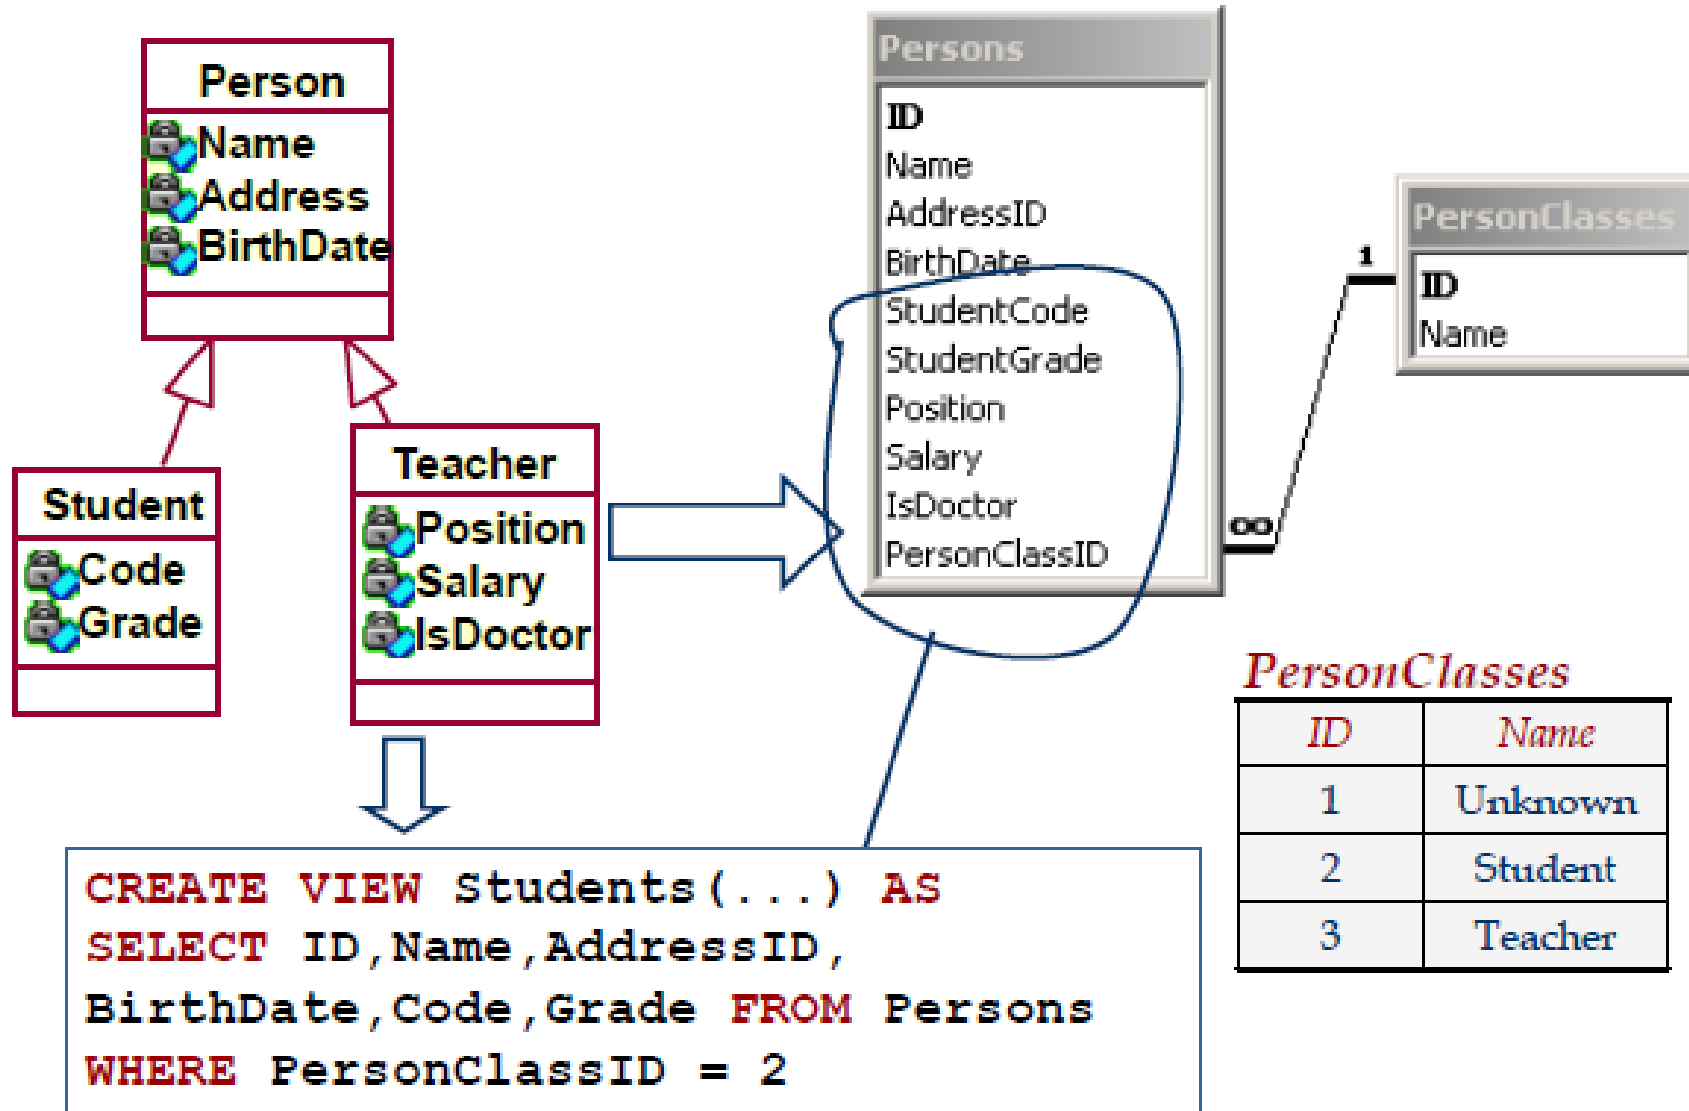 Person
Name
Address
BirthDate
Student
Code
Grade
Teacher
Position
Salary
IsDoctor
Persons
ID
Name
AddressID
BirthDate
StudentCode
StudentGrade
Position
Salary
IsDoctor
PersonClassID
1
∞
PersonClasses
ID
Name
PersonClasses
ID Name
1 Unknown
2 Student
3 Teacher
CREATE VIEW Students(...) AS
SELECT ID,Name,AddressID,
BirthDate,Code,Grade FROM Persons
WHERE PersonClassID = 2